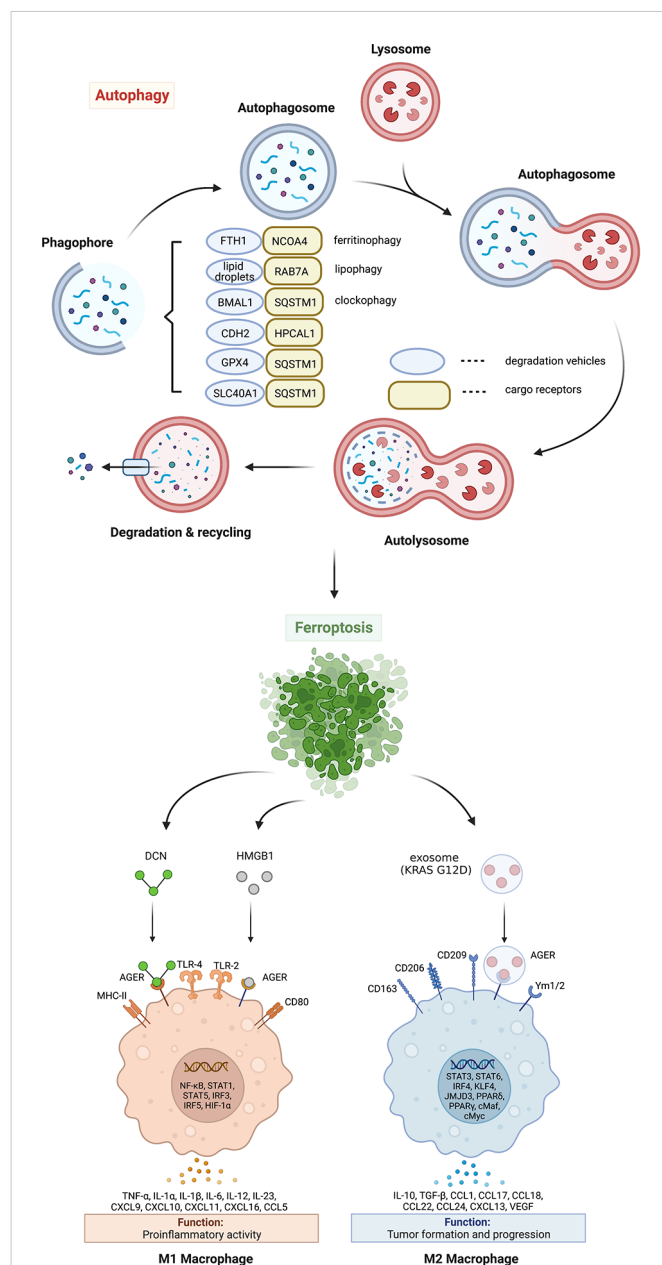 Lysosome
Autophagy
Autophagosome
Autophagosome
Phagophore
FTH1 NCOA4 ferritinophagy
lipid
droplets RAB7A lipophagy
BMAL1 SQSTM1 clockophagy
CDH2 HPCAL1
GPX4 SQSTM1
SLC40A1 SQSTM1
degradation vehicles
cargo receptors
Degradation & recycling
Autolysosome
Ferroptosis
DCN
HMGB1
exosome
(KRAS G12D)
AGER
TLR-4
TLR-2
AGER
MHC-II
CD80
CD163
CD206
CD209
AGER
Ym1/2
NF-κB, STAT1,
STAT5, IRF3,
IRF5, HIF-1α
STAT3, STAT6,
IRF4, KLF4,
JMJD3, PPARδ,
PPARγ, cMaf,
cMyc
TNF-α, IL-1α, IL-1β, IL-6, IL-12, IL-23,
CXCL9, CXCL10, CXCL11, CXCL16, CCL5
Function:
Proinflammatory activity
M1 Macrophage
IL-10, TGF-β, CCL1, CCL17, CCL18,
CCL22, CCL24, CXCL13, VEGF
Function:
Tumor formation and progression
M2 Macrophage